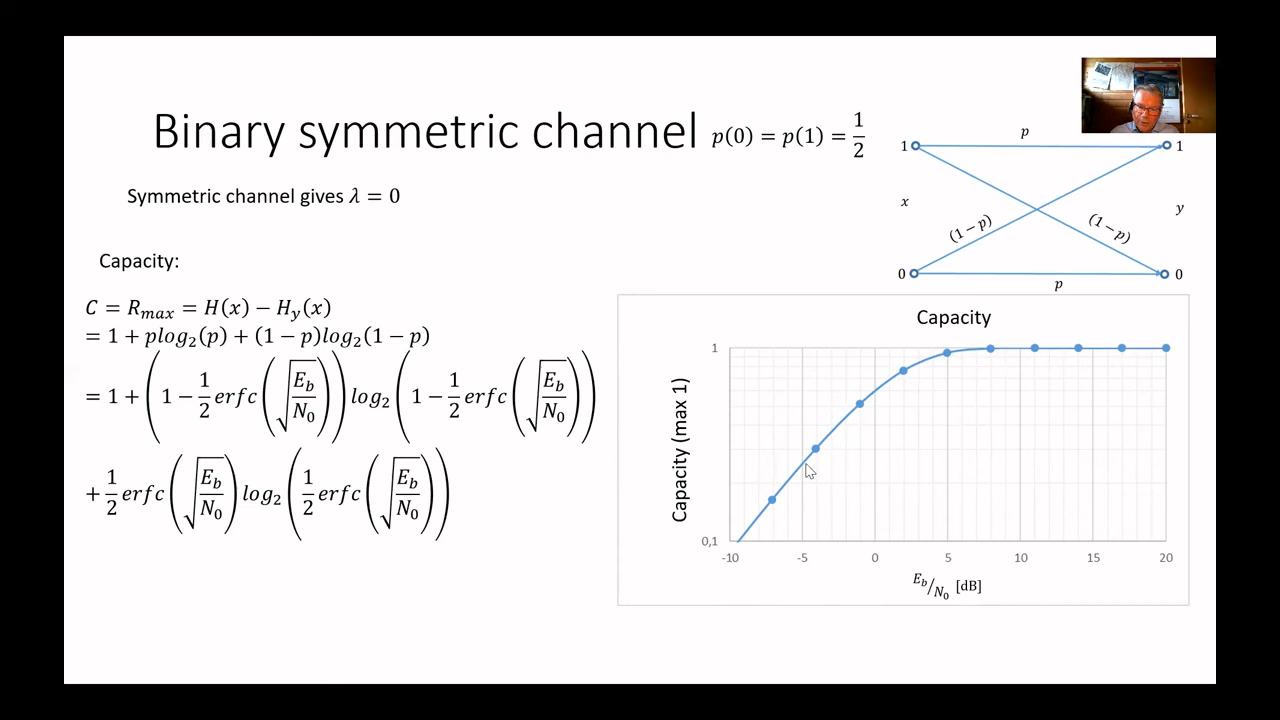 Binary symmetric channel p(0) = p(1) = 1/2
Symmetric channel gives λ = 0
Capacity:
C = R_max = H(x) − H_y(x)
= 1 + plog₂(p) + (1 − p)log₂(1 − p)
= 1 + (1 − 1/2 erfc(√(E_b/N_0))) log₂(1 − 1/2 erfc(√(E_b/N_0)))
+ 1/2 erfc(√(E_b/N_0)) log₂(1/2 erfc(√(E_b/N_0)))
p
1 1
x y
(1 − p) (1 − p)
0 0
p
Capacity
Capacity (max 1)
1
0,1
-10 -5 0 5 10 15 20
E_b/N_0 [dB]